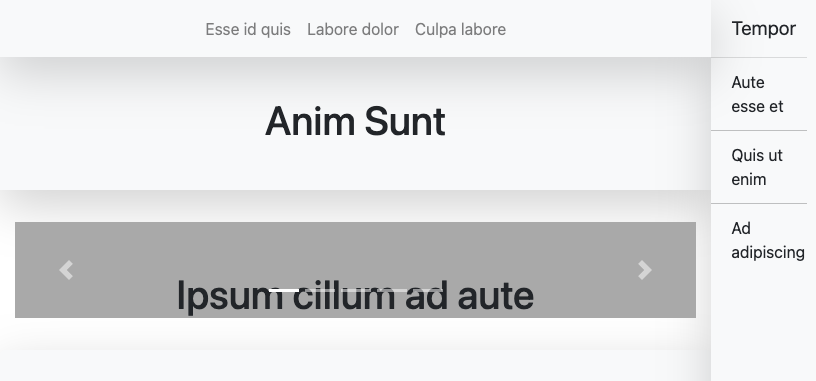 Esse id quis Labore dolor Culpa labore
Anim Sunt
Ipsum cillum ad aute
Tempor
Aute
esse et
Quis ut
enim
Ad
adipiscing